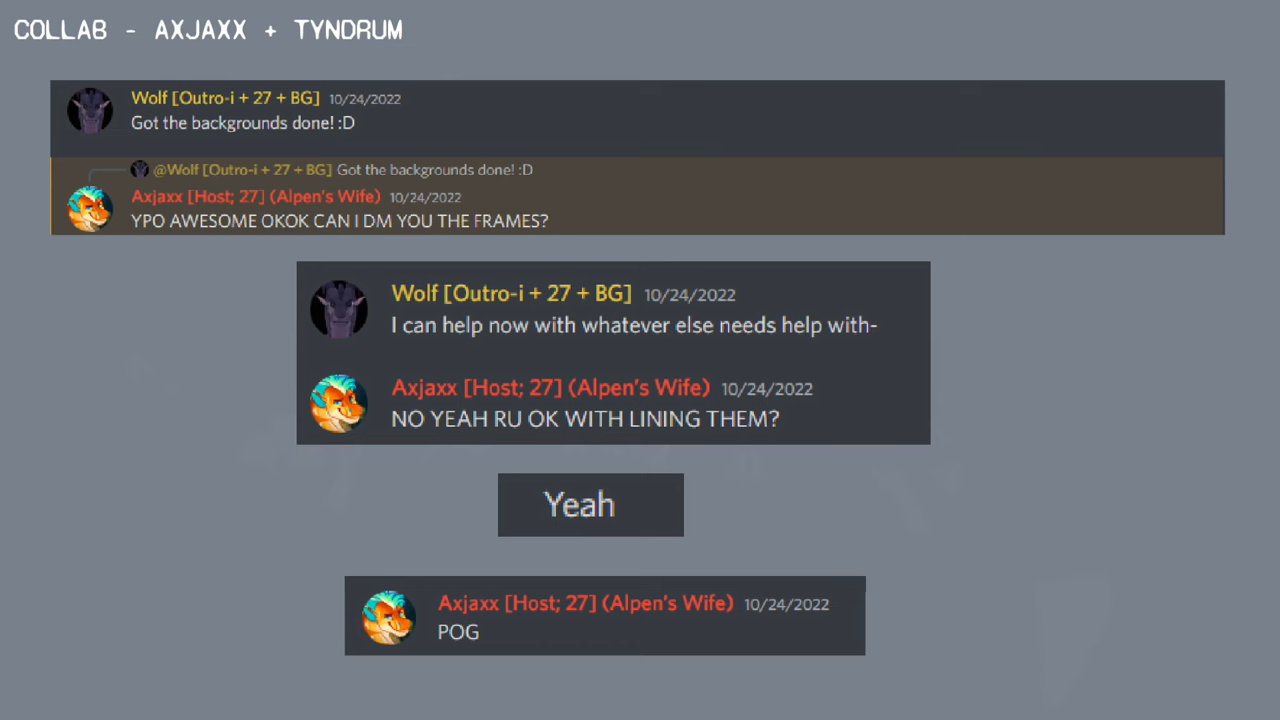 COLLAB - AXJAXX + TYNDRUM
Wolf [Outro-i + 27 + BG] 10/24/2022
Got the backgrounds done! :D
@Wolf [Outro-i + 27 + BG] Got the backgrounds done! :D
Axjaxx [Host; 27] (Alpen's Wife) 10/24/2022
YPO AWESOME OKOK CAN I DM YOU THE FRAMES?
Wolf [Outro-i + 27 + BG] 10/24/2022
I can help now with whatever else needs help with-
Axjaxx [Host; 27] (Alpen's Wife) 10/24/2022
NO YEAH RU OK WITH LINING THEM?
Yeah
Axjaxx [Host; 27] (Alpen's Wife) 10/24/2022
POG